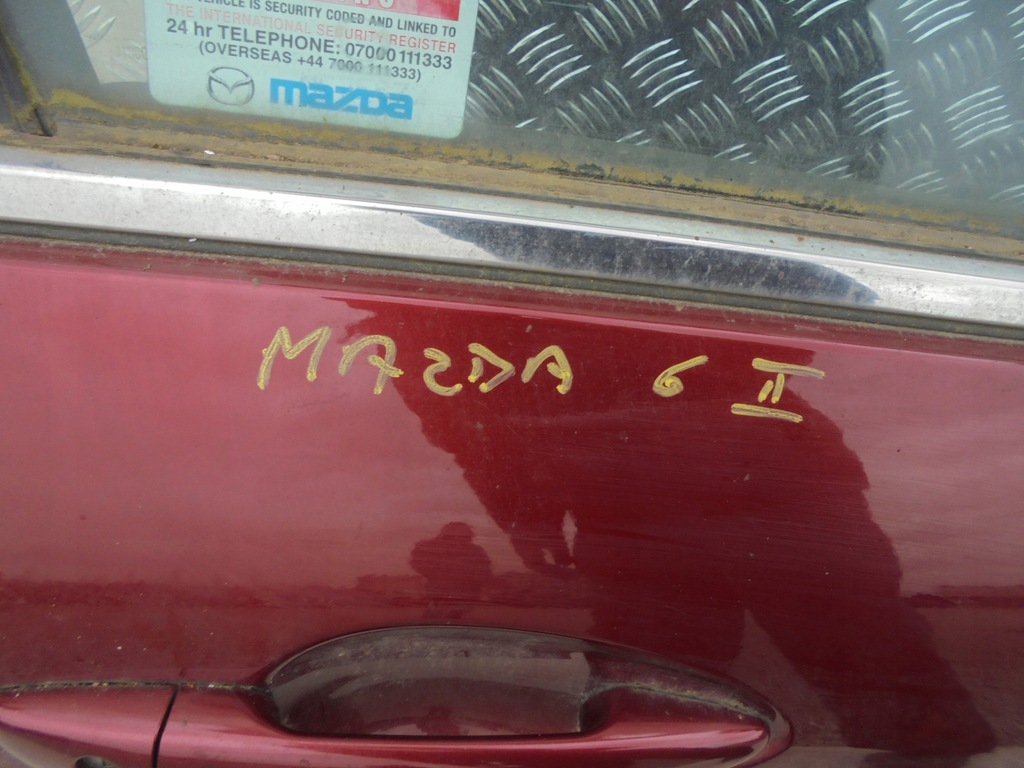 VEHICLE IS SECURITY CODED AND LINKED TO
THE INTERNATIONAL SECURITY REGISTER
24 hr TELEPHONE: 07000 111333
(OVERSEAS +44 7000 111333)
mazda
MAZDA 6 II